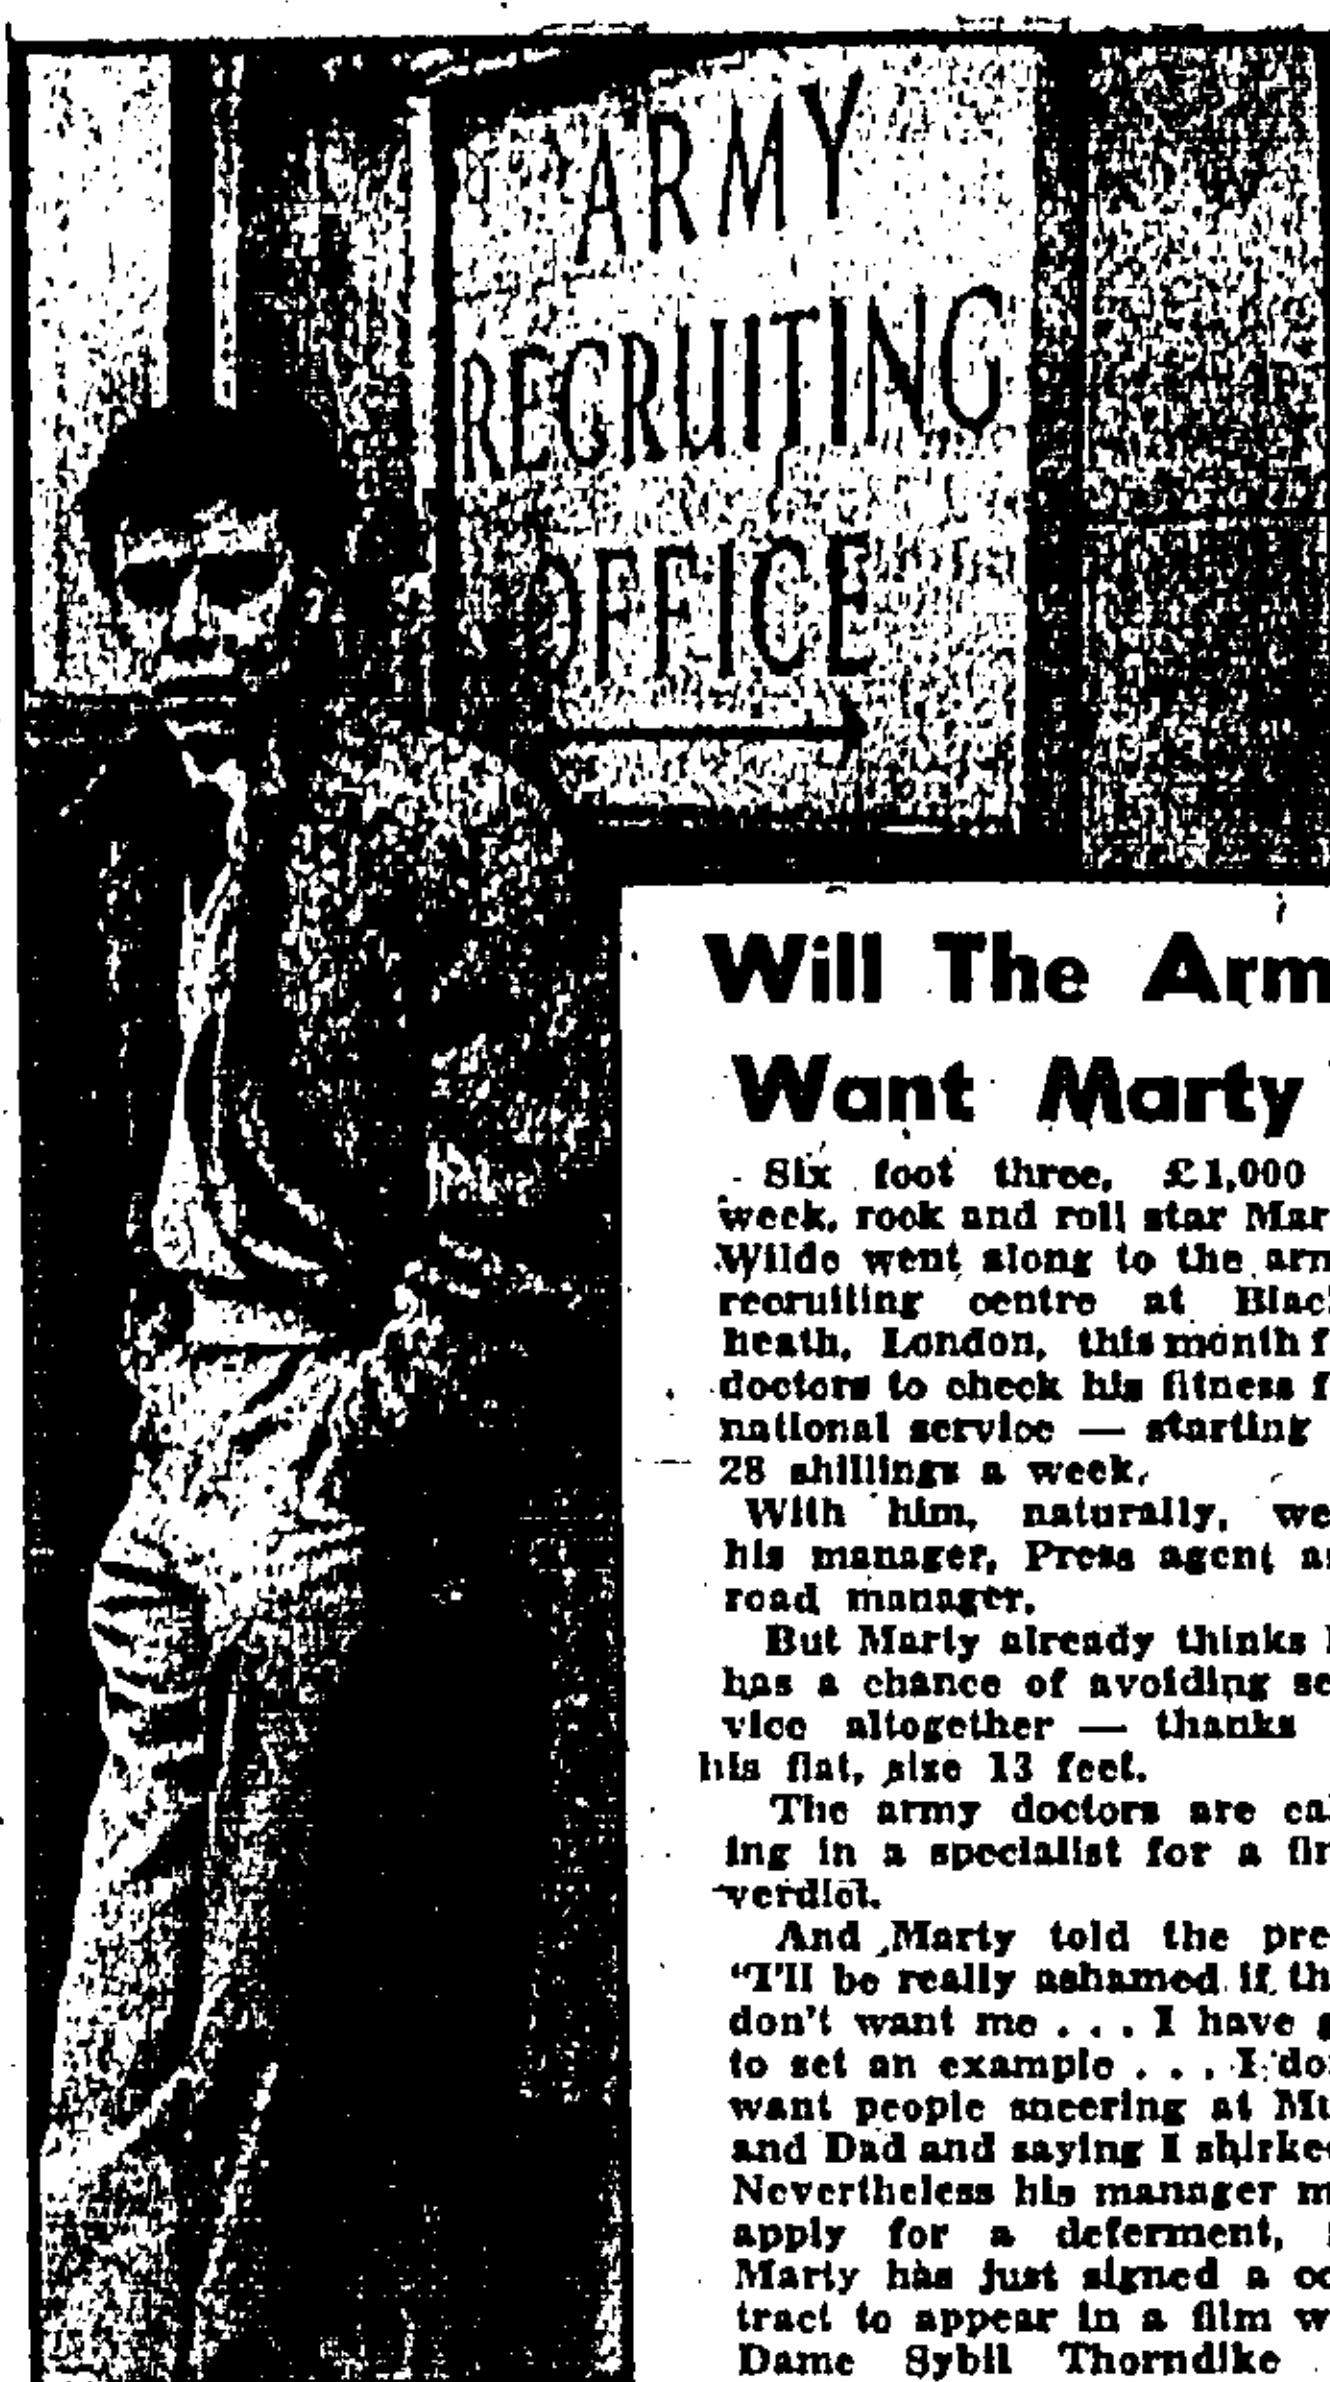 ARMY
RECRUITING
OFFICE
Will The Arm
Want Marty
Six foot three, £1,000
week, rock and roll star Mar
Wilde went along to the arm
recruiting centre at Black
heath, London, this month f
doctors to check his fitness f
national service — starting
28 shillings a week.
With him, naturally, we
his manager, Press agent an
road manager.
But Marty already thinks h
has a chance of avoiding se
vice altogether — thanks
his flat, size 13 feet.
The army doctors are cal
ing in a specialist for a fin
verdict.
And Marty told the pre
"I'll be really ashamed if th
don't want me . . . I have g
to set an example . . . I don
want people sneering at Mu
and Dad and saying I shirke
Nevertheless his manager m
apply for a deferment,
Marty has just signed a co
tract to appear in a film w
Dame Sybil Thorndike